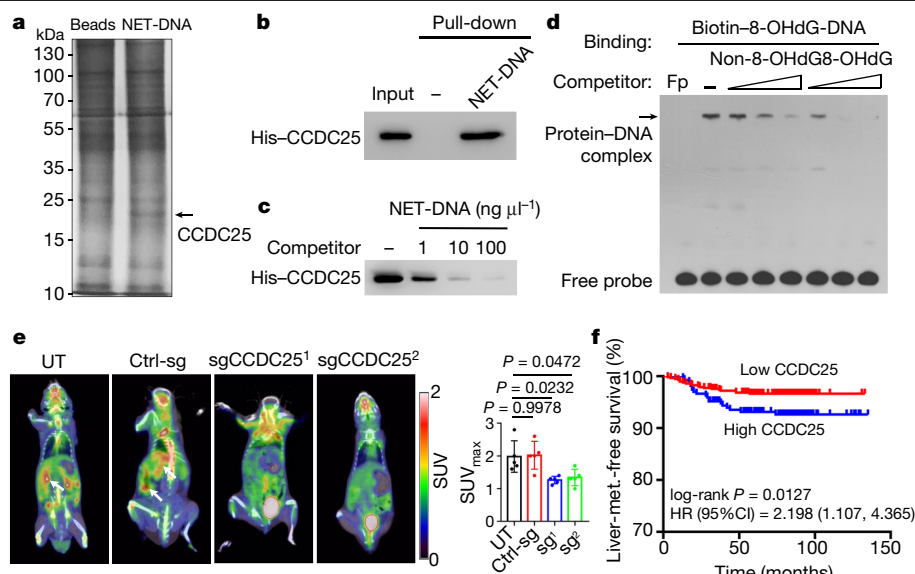 a
Beads NET-DNA
kDa
130
100
70
55
35
25
15
10
CCDC25
b
Pull-down
Input – NET-DNA
His–CCDC25
c
NET-DNA (ng μl⁻¹)
Competitor – 1 10 100
His–CCDC25
d
Biotin–8-OHdG–DNA
Binding:
Non-8-OHdG 8-OHdG
Competitor: Fp –
Protein–DNA
complex
Free probe
e
UT Ctrl-sg sgCCDC25¹ sgCCDC25²
2
SUV
0
P = 0.0472
P = 0.0232
P = 0.9978
3
2
1
0
SUVmax
UT
Ctrl-sg
sg¹
sg²
f
Liver-met.-free survival (%)
100
90
80
70
Low CCDC25
High CCDC25
log-rank P = 0.0127
HR (95%CI) = 2.198 (1.107, 4.365)
0 50 100 150
Time (months)